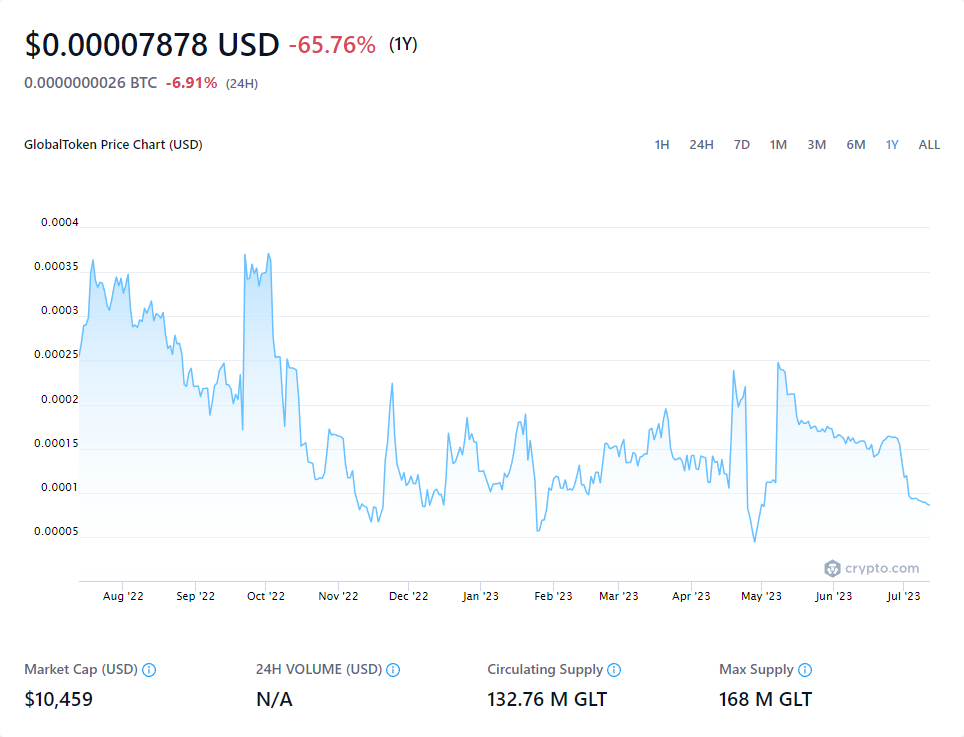 $0.00007878 USD -65.76% (1Y)
0.0000000026 BTC -6.91% (24H)
GlobalToken Price Chart (USD) 1H 24H 7D 1M 3M 6M 1Y ALL
0.0004
0.00035
0.0003
0.00025
0.0002
0.00015
0.0001
0.00005
crypto.com
Aug '22 Sep '22 Oct '22 Nov '22 Dec '22 Jan '23 Feb '23 Mar '23 Apr '23 May '23 Jun '23 Jul '23
Market Cap (USD) 24H VOLUME (USD) Circulating Supply Max Supply
$10,459 N/A 132.76 M GLT 168 M GLT